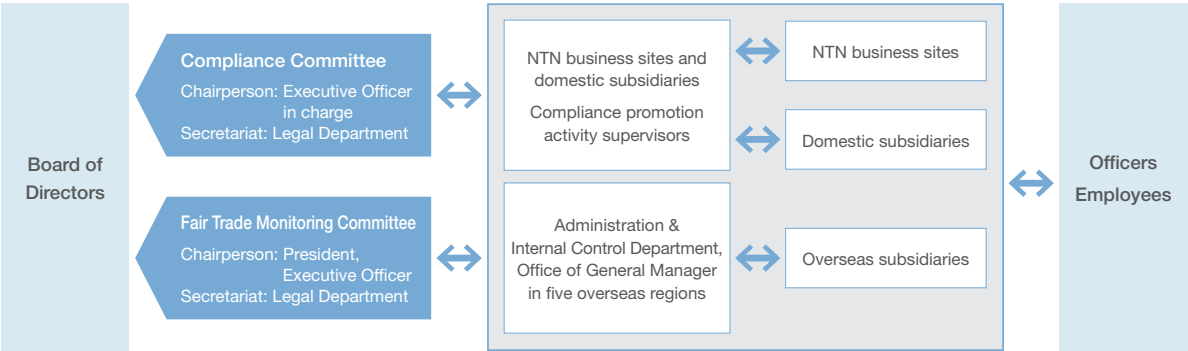 Board of
Directors
Compliance Committee
Chairperson: Executive Officer
in charge
Secretariat: Legal Department
Fair Trade Monitoring Committee
Chairperson: President,
Executive Officer
Secretariat: Legal Department
NTN business sites and
domestic subsidiaries
Compliance promotion
activity supervisors
Administration &
Internal Control Department,
Office of General Manager
in five overseas regions
NTN business sites
Domestic subsidiaries
Overseas subsidiaries
Officers
Employees